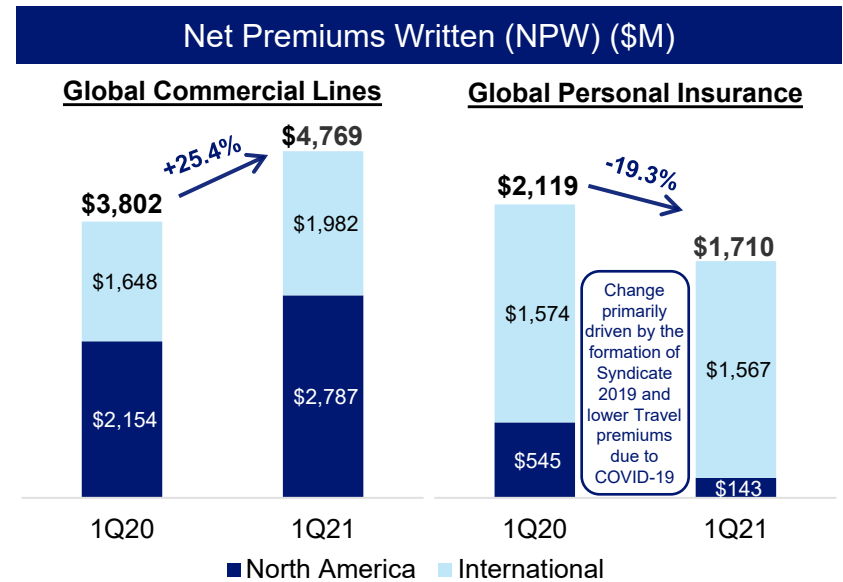 Net Premiums Written (NPW) ($M)
Global Commercial Lines
+25.4%
$4,769
$3,802
$1,982
$1,648
$2,787
$2,154
1Q20
1Q21
Global Personal Insurance
-19.3%
$2,119
$1,710
$1,574
Change
primarily
driven by the
formation of
Syndicate
2019 and
lower Travel
premiums
due to
COVID-19
$1,567
$545
$143
1Q20
1Q21
North America
International